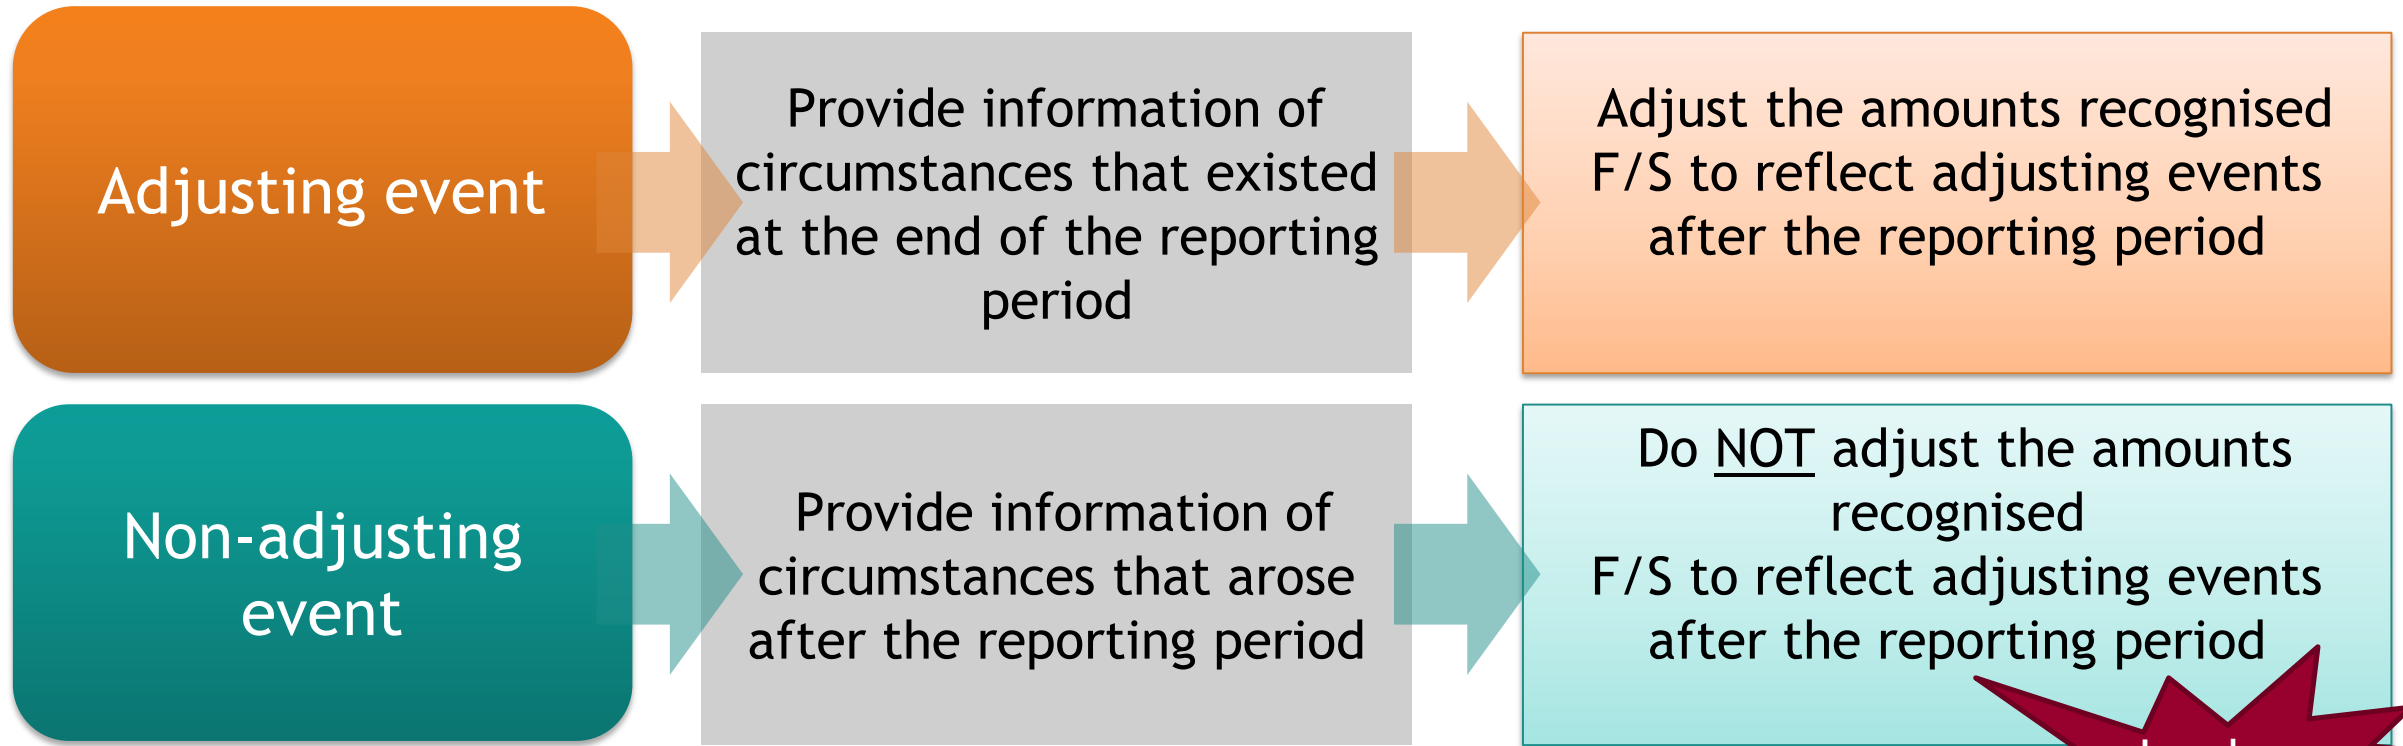 Adjusting event
Provide information of
circumstances that existed
at the end of the reporting
period
Adjust the amounts recognised
F/S to reflect adjusting events
after the reporting period
Non-adjusting
event
Provide information of
circumstances that arose
after the reporting period
Do NOT adjust the amounts
recognised
F/S to reflect adjusting events
after the reporting period